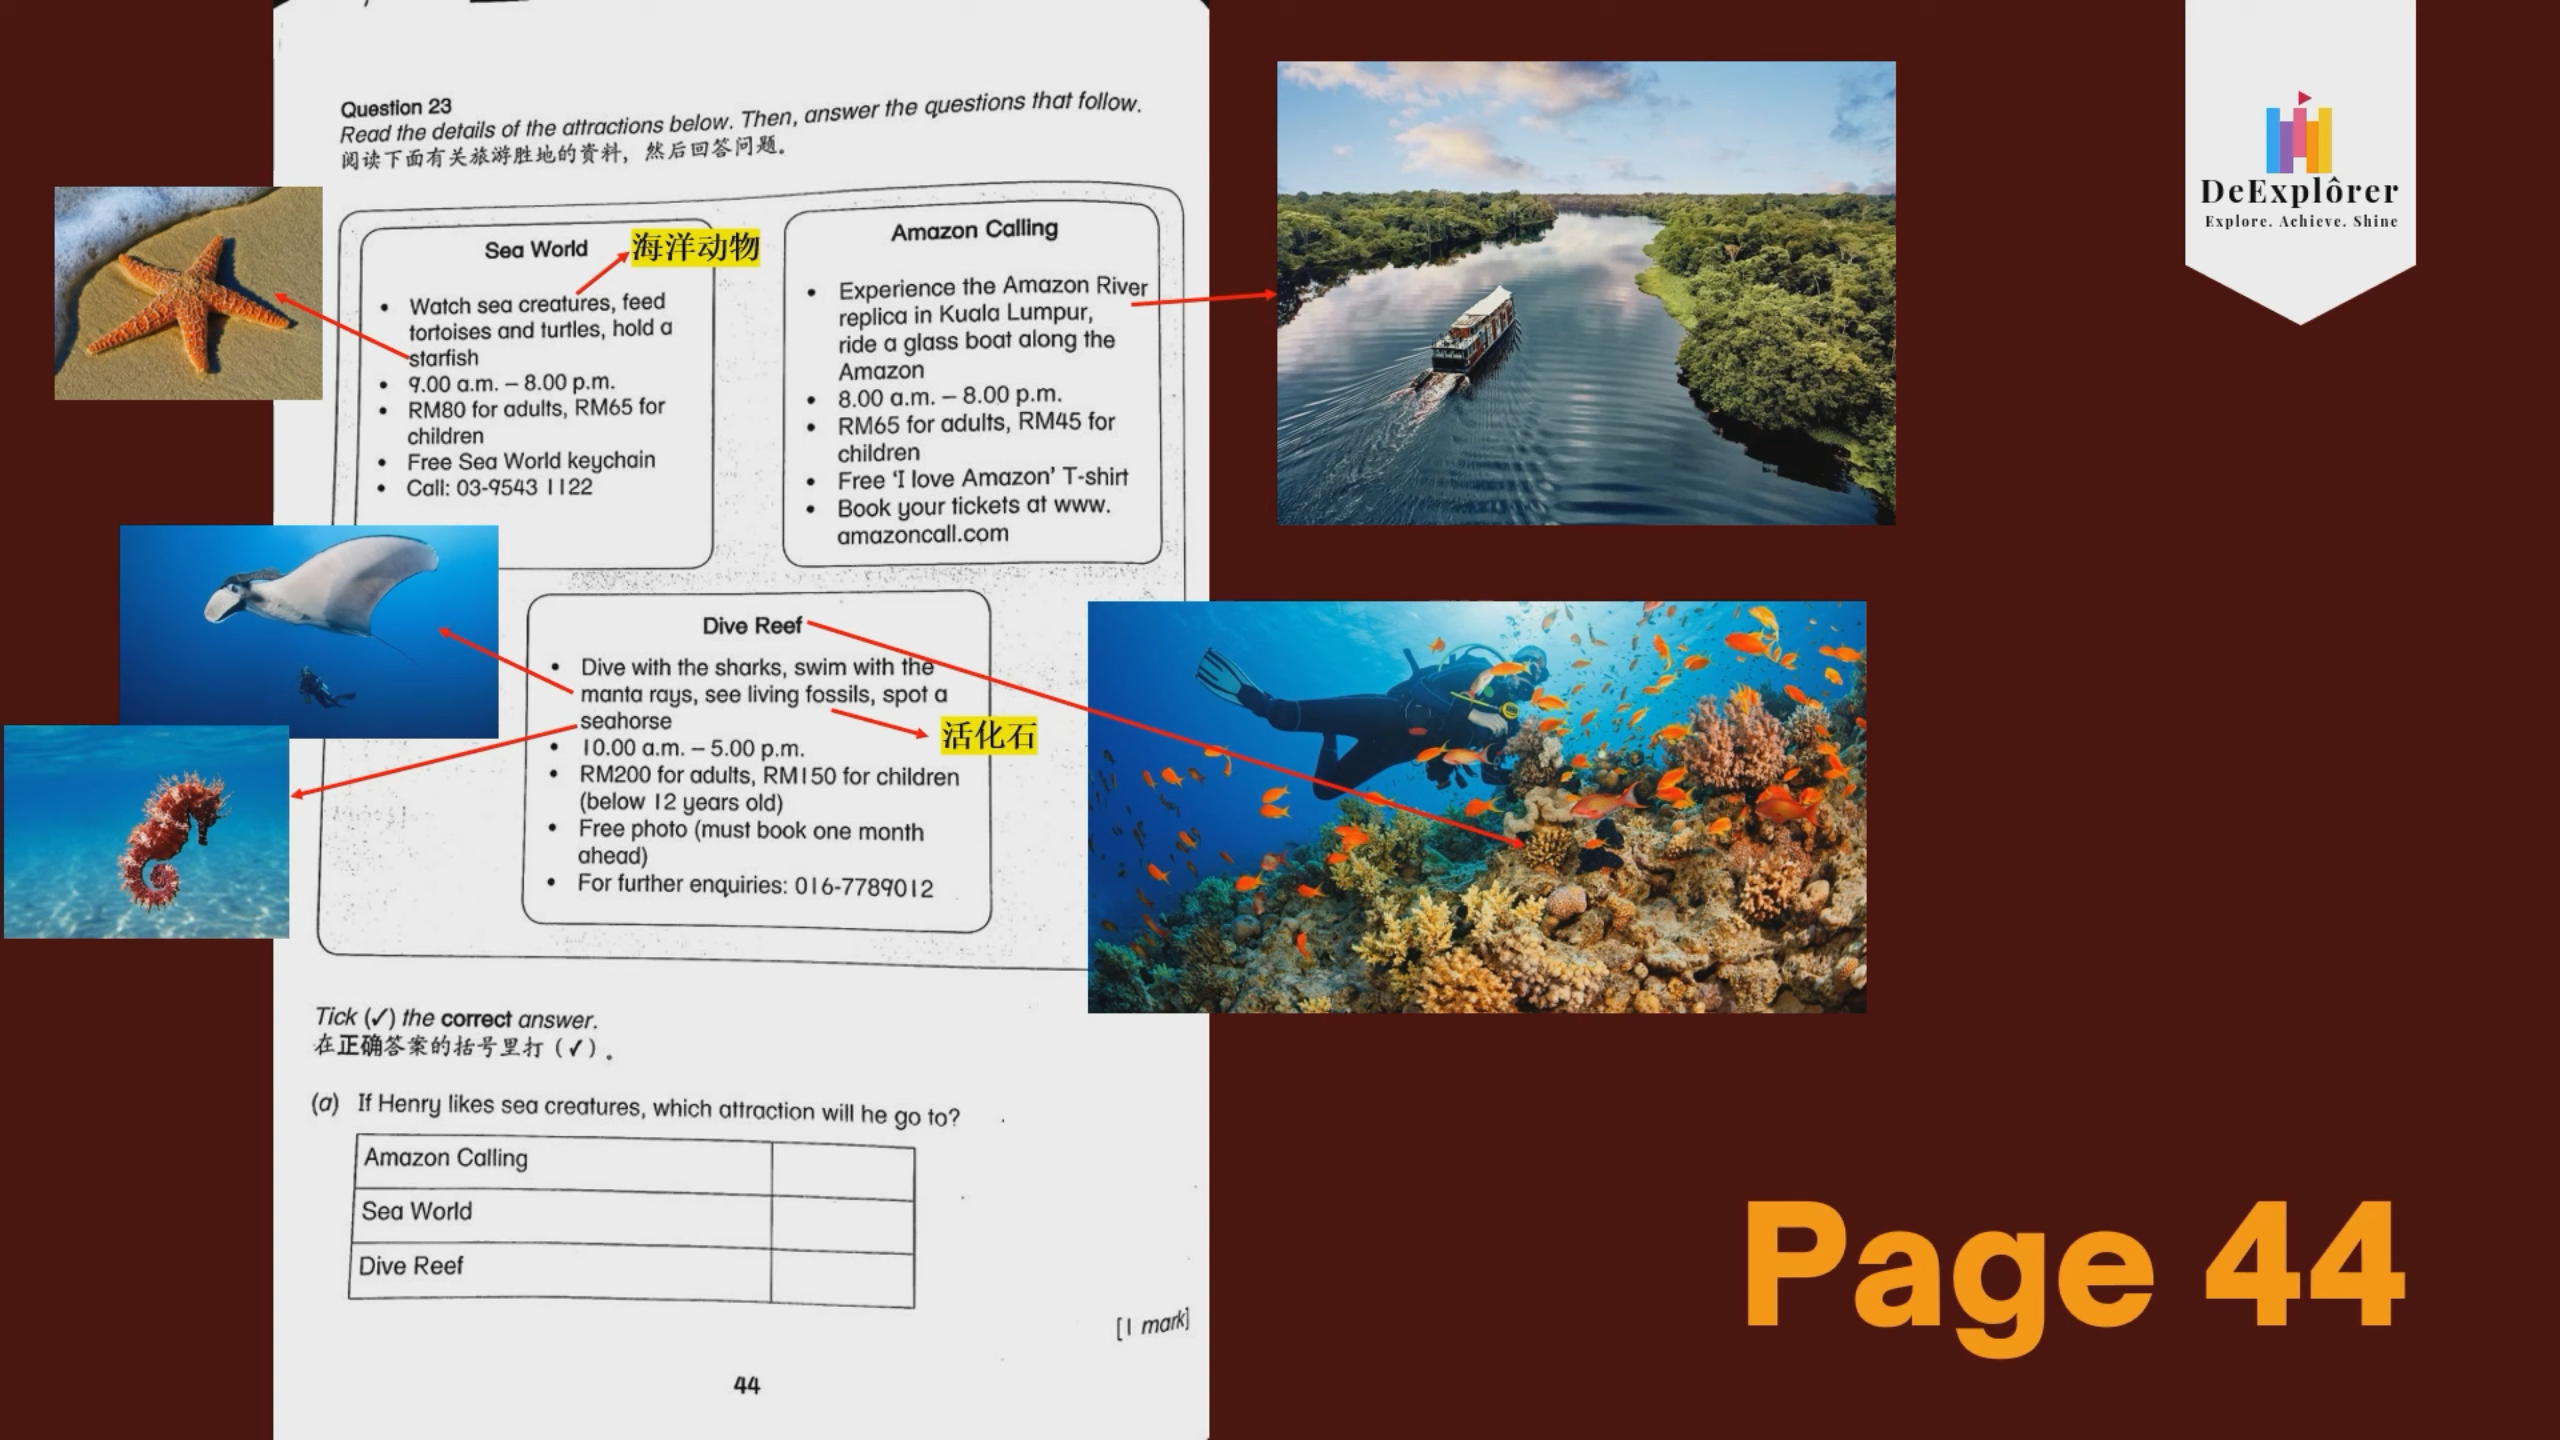 Question 23
Read the details of the attractions below. Then, answer the questions that follow.
阅读下面有关旅游胜地的资料，然后回答问题。
Sea World
海洋动物
• Watch sea creatures, feed
tortoises and turtles, hold a
starfish
• 9.00 a.m. – 8.00 p.m.
• RM80 for adults, RM65 for
children
• Free Sea World keychain
• Call: 03-9543 1122
Amazon Calling
• Experience the Amazon River
replica in Kuala Lumpur,
ride a glass boat along the
Amazon
• 8.00 a.m. – 8.00 p.m.
• RM65 for adults, RM45 for
children
• Free ‘I love Amazon’ T-shirt
• Book your tickets at www.
amazoncall.com
Dive Reef
• Dive with the sharks, swim with the
manta rays, see living fossils, spot a
seahorse
活化石
• 10.00 a.m. – 5.00 p.m.
• RM200 for adults, RM150 for children
(below 12 years old)
• Free photo (must book one month
ahead)
• For further enquiries: 016-7789012
Tick (✓) the correct answer.
在正确答案的括号里打（✓）。
(a) If Henry likes sea creatures, which attraction will he go to?
Amazon Calling
Sea World
Dive Reef
[1 mark]
44
DeExplôrer
Explore. Achieve. Shine
Page 44